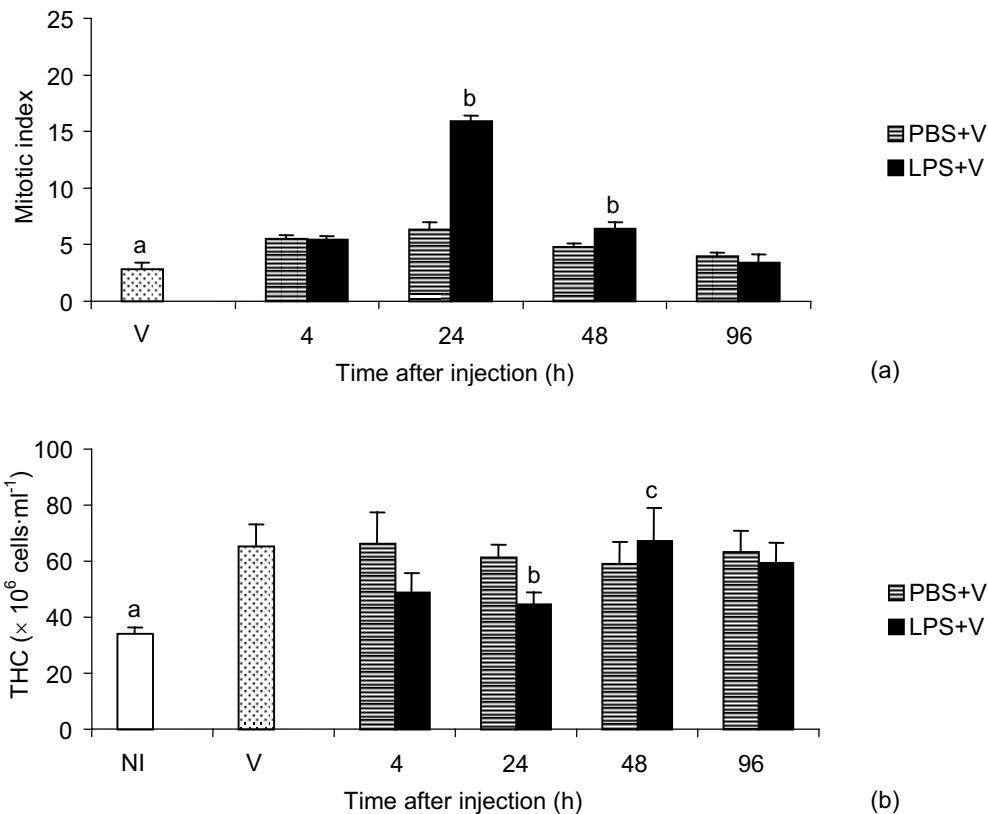 25
20
15
10
5
0
Mitotic index
a
b
b
V
4
24
48
96
Time after injection (h)
PBS+V
LPS+V
(a)
100
80
60
40
20
0
THC (× 10⁶ cells·ml⁻¹)
a
b
c
NI
V
4
24
48
96
Time after injection (h)
PBS+V
LPS+V
(b)